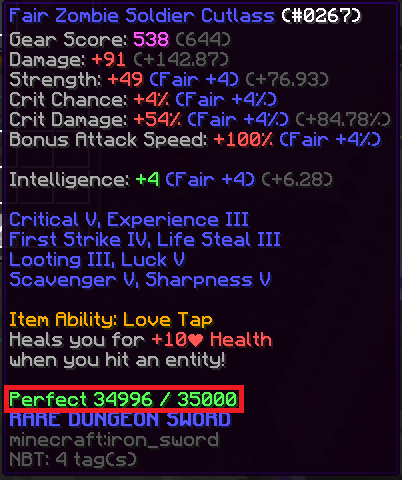 Fair Zombie Soldier Cutlass (#0267)
Gear Score: 538 (644)
Damage: +91 (+142.87)
Strength: +49 (Fair +4) (+76.93)
Crit Chance: +4% (Fair +4%)
Crit Damage: +54% (Fair +4%) (+84.78%)
Bonus Attack Speed: +100% (Fair +4%)
Intelligence: +4 (Fair +4) (+6.28)
Critical V, Experience III
First Strike IV, Life Steal III
Looting III, Luck V
Scavenger V, Sharpness V
Item Ability: Love Tap
Heals you for +10❤ Health
when you hit an entity!
Perfect 34996 / 35000
RARE DUNGEON SWORD
minecraft:iron_sword
NBT: 4 tag(s)